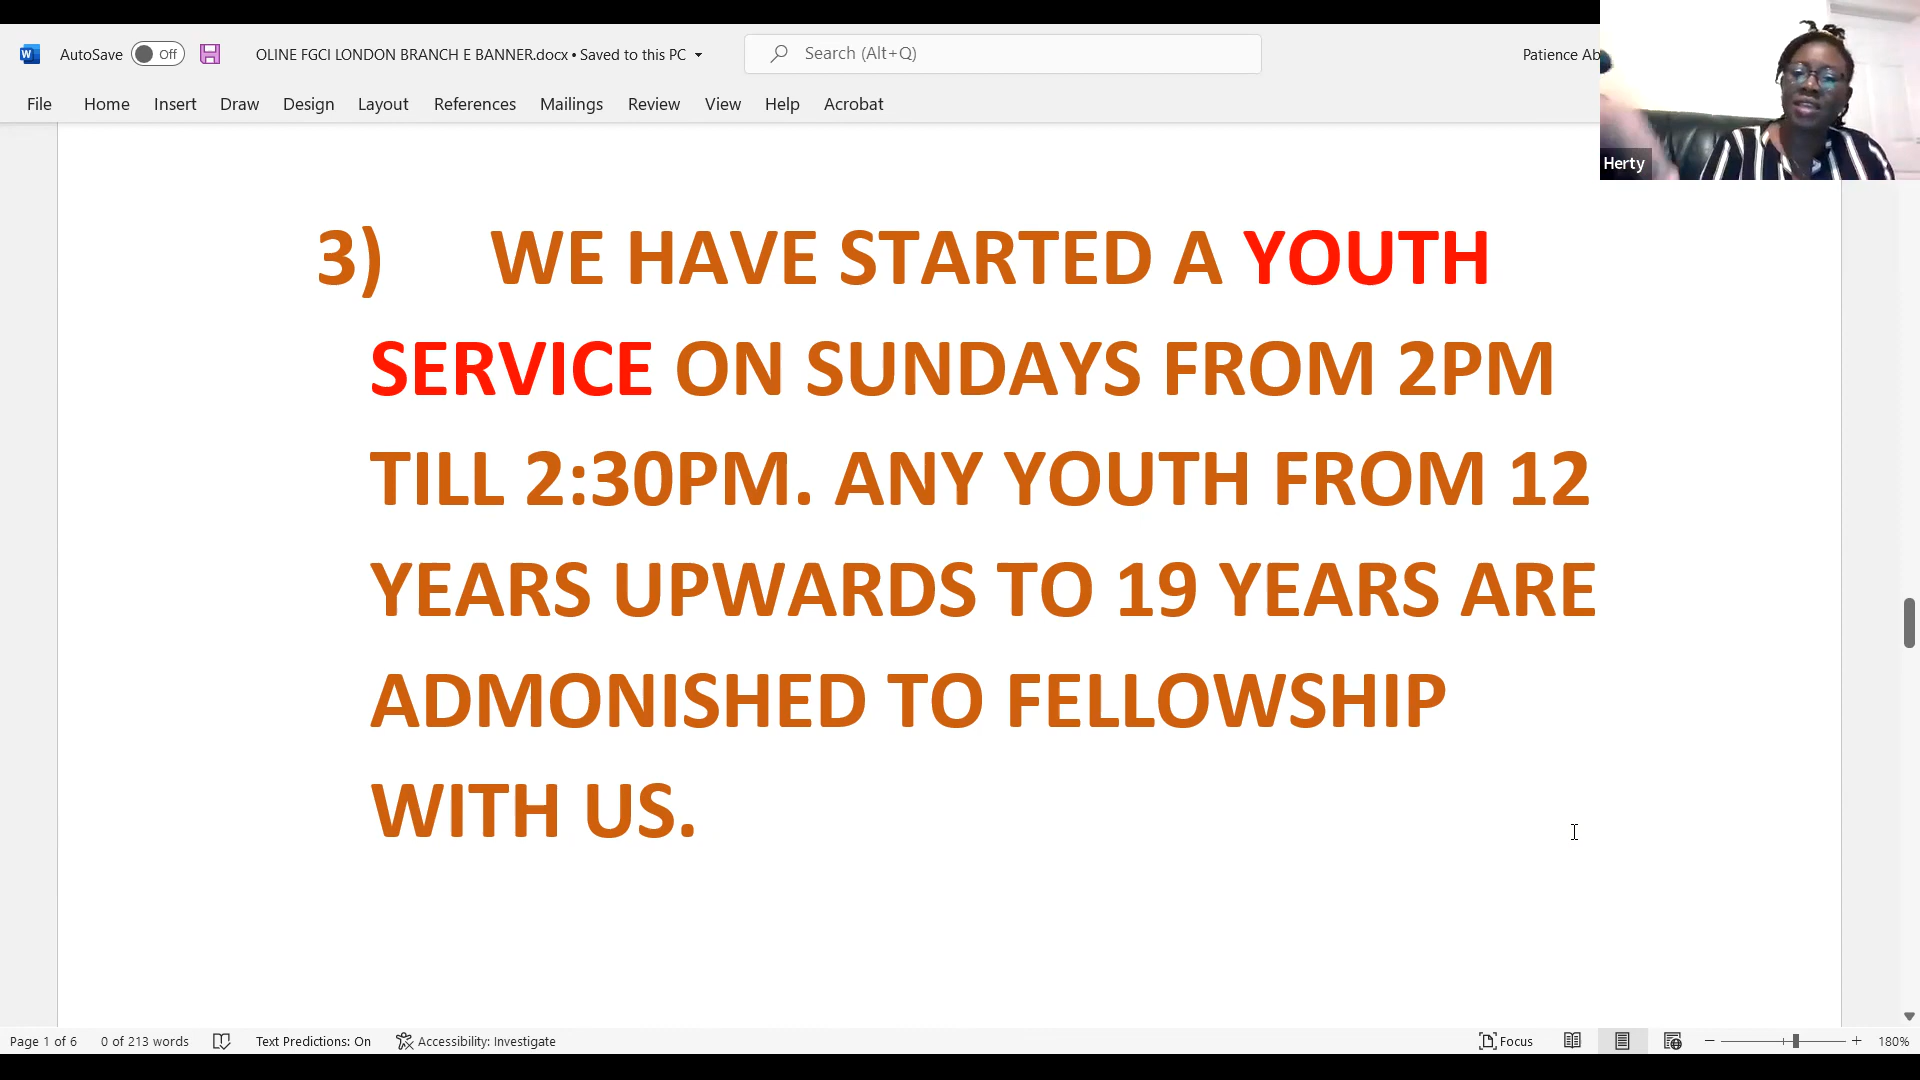 AutoSave Off OLINE FGCI LONDON BRANCH E BANNER.docx • Saved to this PC Search (Alt+Q) Patience Ab
File Home Insert Draw Design Layout References Mailings Review View Help Acrobat
Herty
3) WE HAVE STARTED A YOUTH
SERVICE ON SUNDAYS FROM 2PM
TILL 2:30PM. ANY YOUTH FROM 12
YEARS UPWARDS TO 19 YEARS ARE
ADMONISHED TO FELLOWSHIP
WITH US.
Page 1 of 6 0 of 213 words Text Predictions: On Accessibility: Investigate Focus 180%